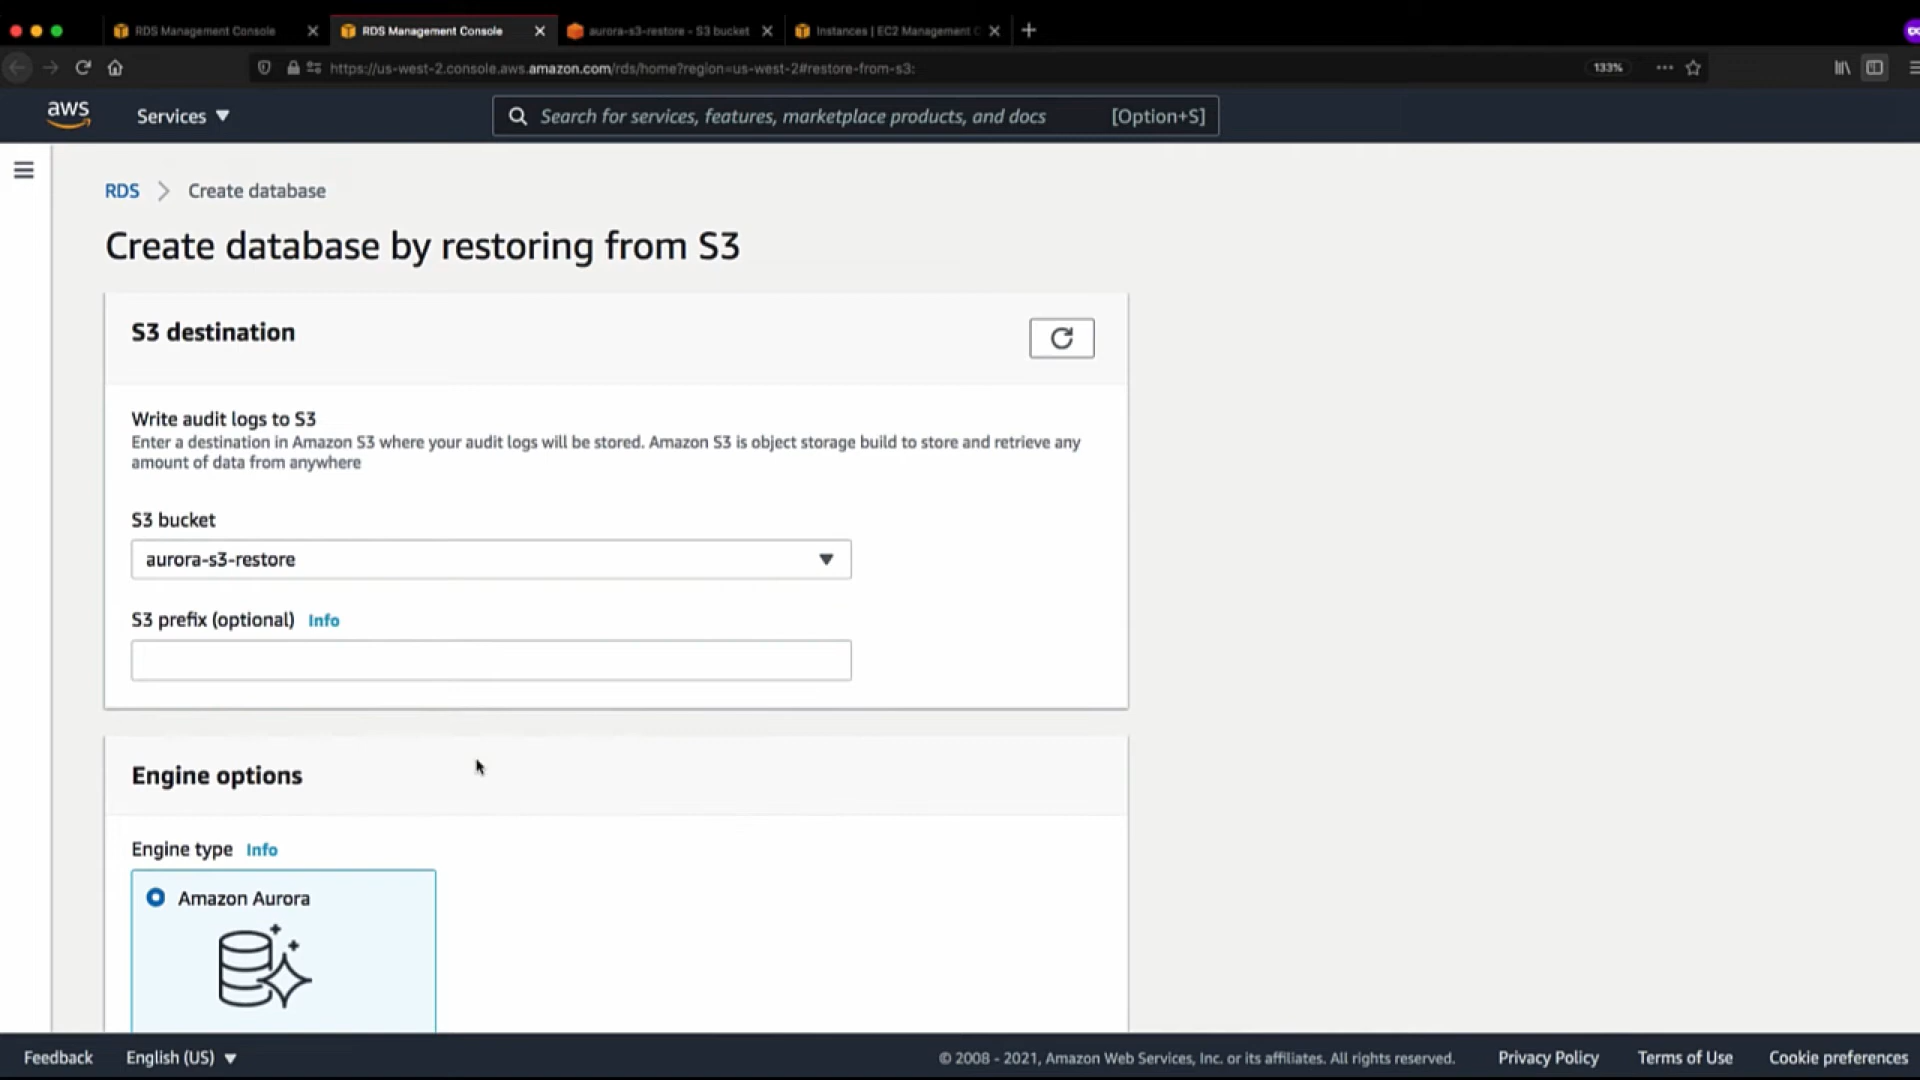 RDS Management Console
RDS Management Console
aurora-s3-restore - S3 bucket
Instances | EC2 Management C
https://us-west-2.console.aws.amazon.com/rds/home?region=us-west-2#restore-from-s3:
133%
aws
Services
Search for services, features, marketplace products, and docs
[Option+S]
RDS
Create database
Create database by restoring from S3
S3 destination
Write audit logs to S3
Enter a destination in Amazon S3 where your audit logs will be stored. Amazon S3 is object storage build to store and retrieve any
amount of data from anywhere
S3 bucket
aurora-s3-restore
S3 prefix (optional) Info
Engine options
Engine type Info
Amazon Aurora
Feedback
English (US)
© 2008 - 2021, Amazon Web Services, Inc. or its affiliates. All rights reserved.
Privacy Policy
Terms of Use
Cookie preferences